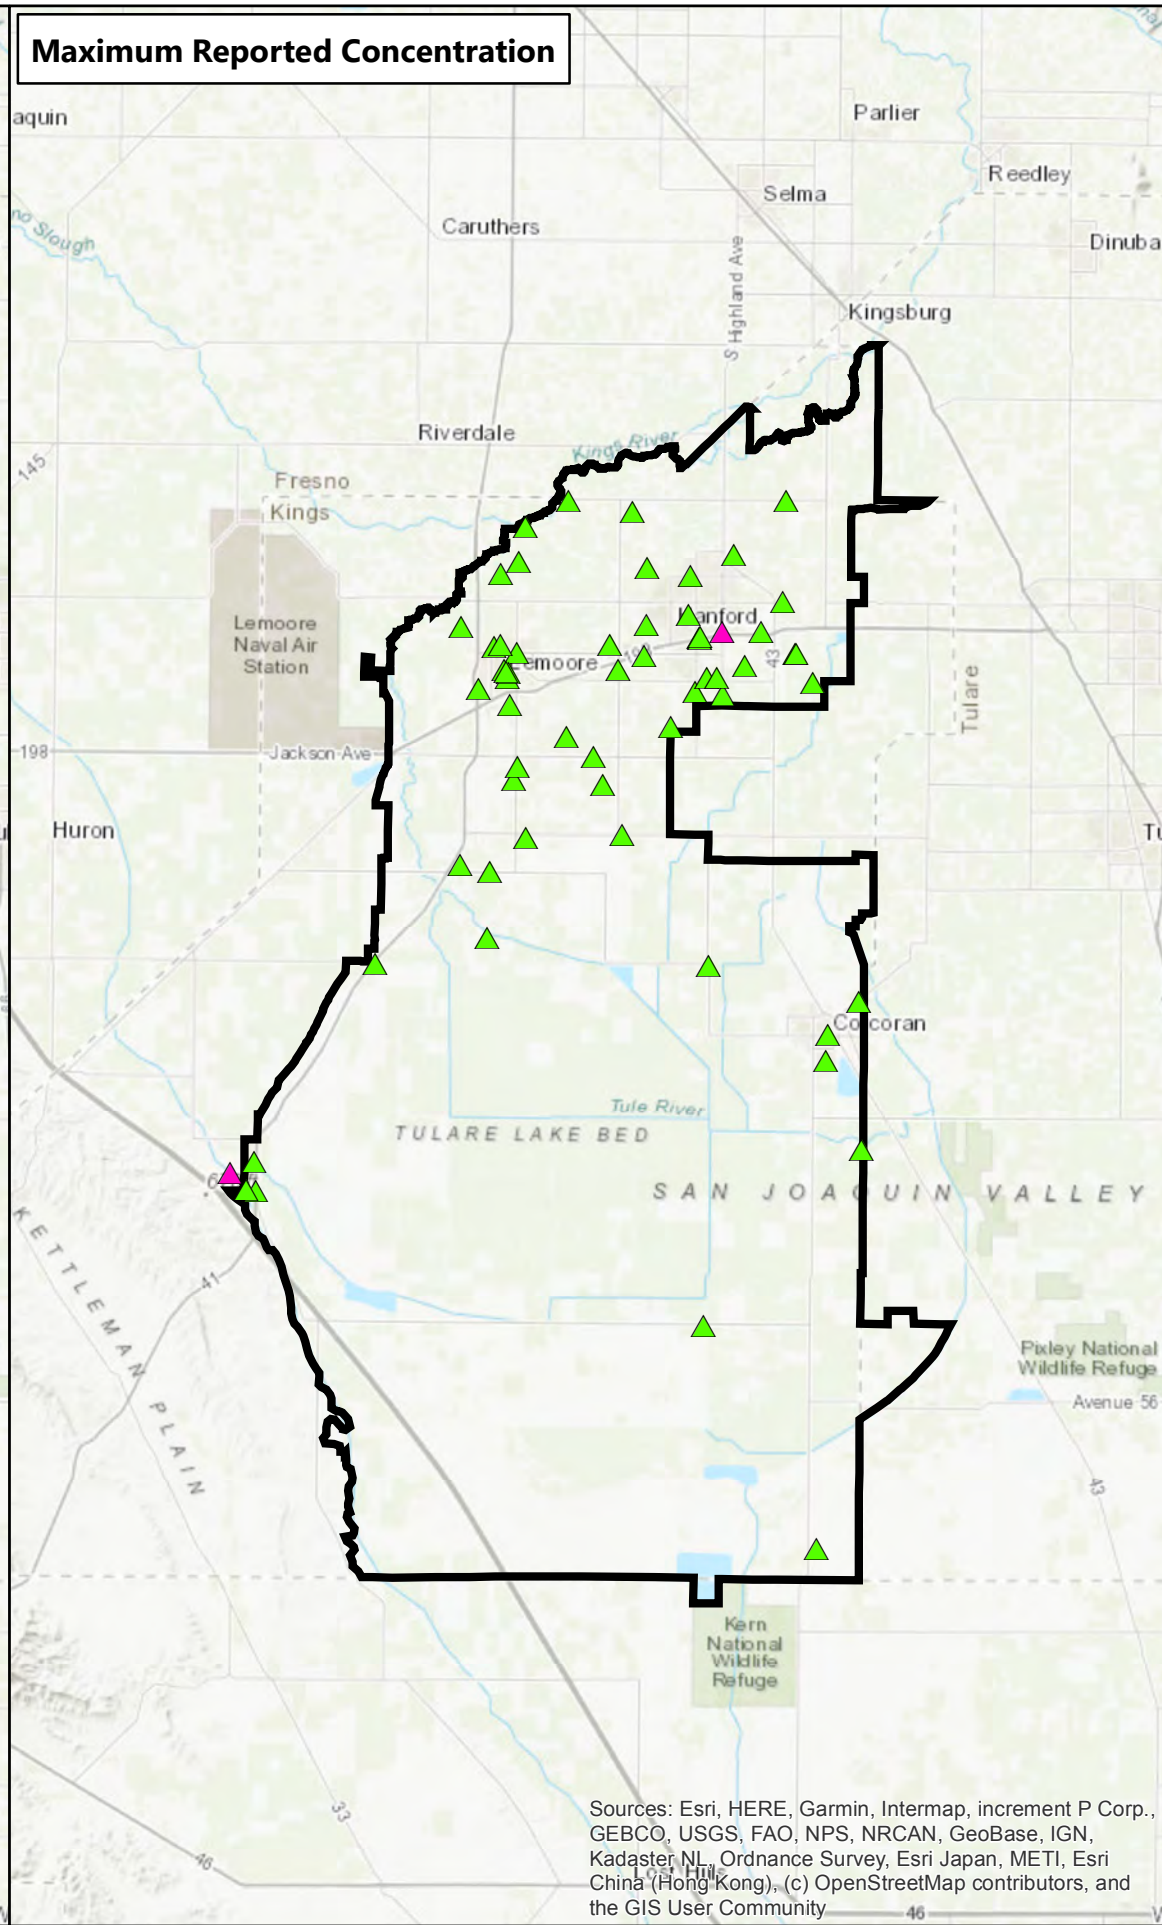 Maximum Reported Concentration
aquin
Parlier
Reedley
Selma
Caruthers
Dinuba
S Highland Ave
Kingsburg
Riverdale
Kings River
145
Fresno
Kings
Lemoore
Naval Air
Station
Hanford
Lemoore
198
43
Tulare
198
Jackson Ave
Huron
Corcoran
Tule River
TULARE LAKE BED
SAN JOAQUIN VALLEY
KETTLEMAN PLAIN
41
Pixley National
Wildlife Refuge
Avenue 56
43
Kern
National
Wildlife
Refuge
33
46
Lost Hills
46
Sources: Esri, HERE, Garmin, Intermap, increment P Corp.,
GEBCO, USGS, FAO, NPS, NRCAN, GeoBase, IGN,
Kadaster NL, Ordnance Survey, Esri Japan, METI, Esri
China (Hong Kong), (c) OpenStreetMap contributors, and
the GIS User Community